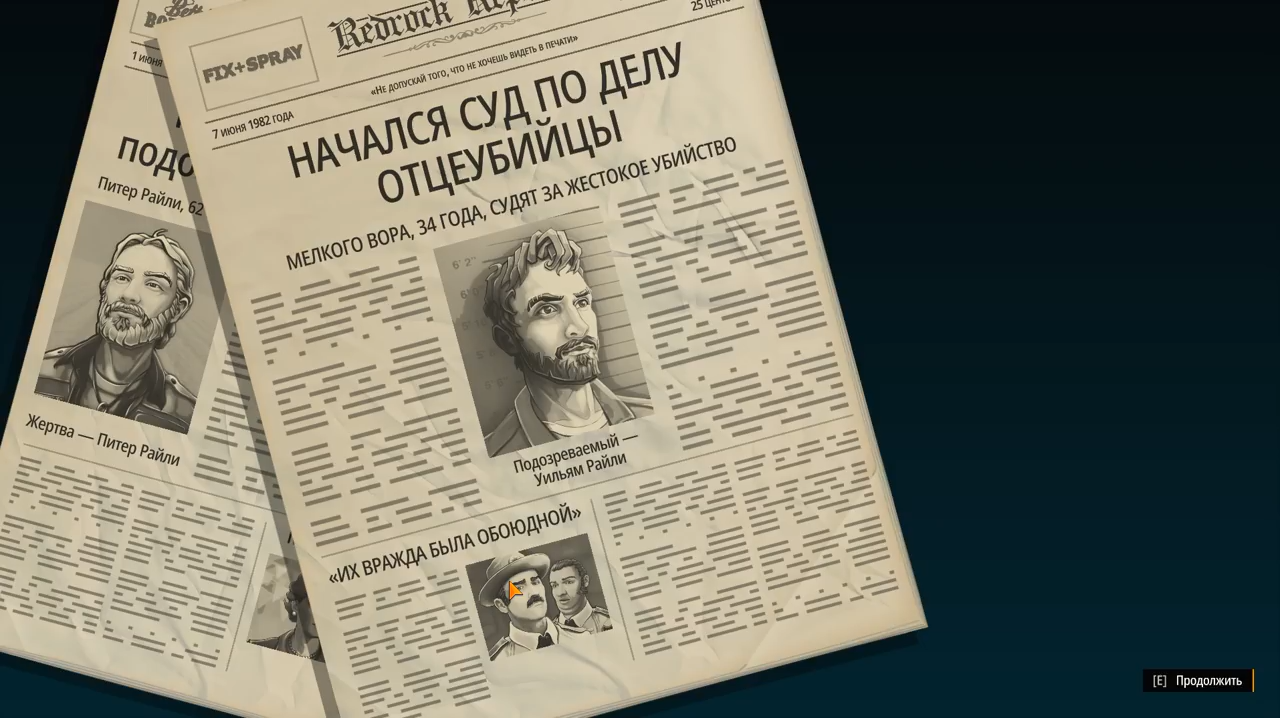 1 ИЮНЯ
ПОДО
Питер Райли, 62
Жертва — Питер Райли
FIX+SPRAY
Redrock
«НЕ ДОПУСКАЙ ТОГО, ЧТО НЕ ХОЧЕШЬ ВИДЕТЬ В ПЕЧАТИ»
7 ИЮНЯ 1982 ГОДА
НАЧАЛСЯ СУД ПО ДЕЛУ
ОТЦЕУБИЙЦЫ
МЕЛКОГО ВОРА, 34 ГОДА, СУДЯТ ЗА ЖЕСТОКОЕ УБИЙСТВО
6' 2"
Подозреваемый —
Уильям Райли
«ИХ ВРАЖДА БЫЛА ОБОЮДНОЙ»
[E] Продолжить